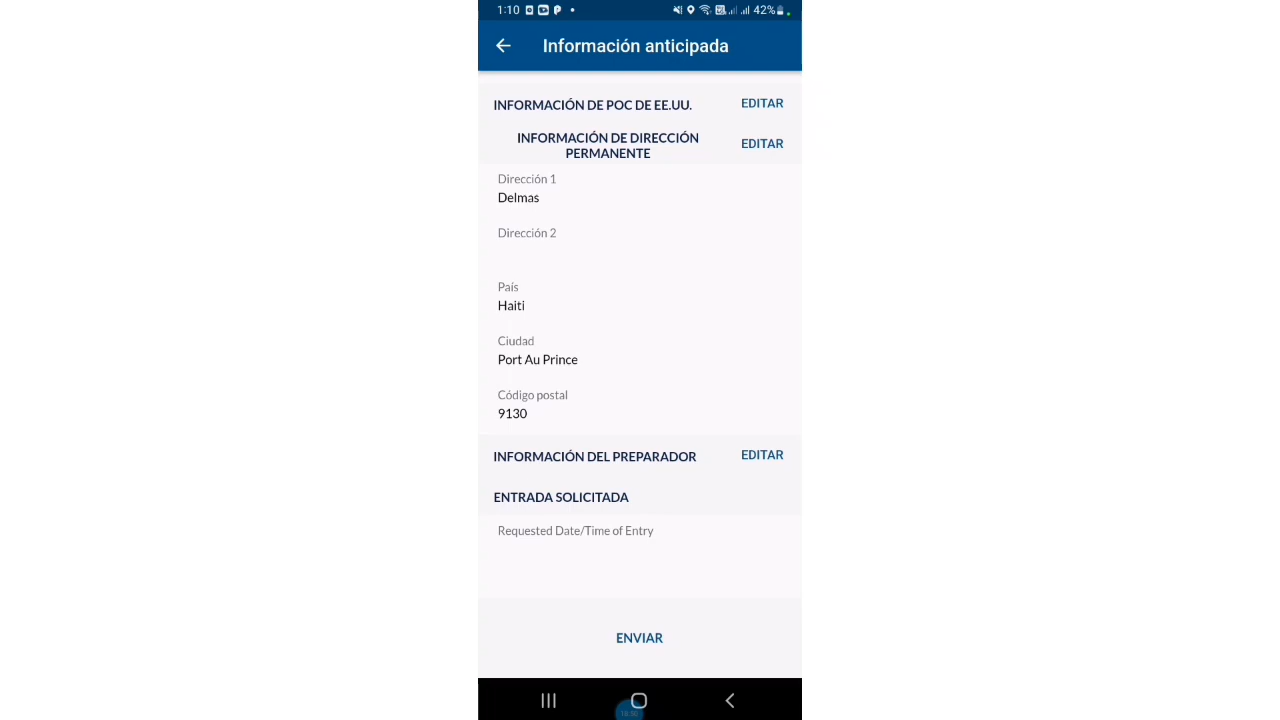 1:10
42%
Información anticipada
INFORMACIÓN DE POC DE EE.UU. EDITAR
INFORMACIÓN DE DIRECCIÓN
PERMANENTE EDITAR
Dirección 1
Delmas
Dirección 2
País
Haiti
Ciudad
Port Au Prince
Código postal
9130
INFORMACIÓN DEL PREPARADOR EDITAR
ENTRADA SOLICITADA
Requested Date/Time of Entry
ENVIAR